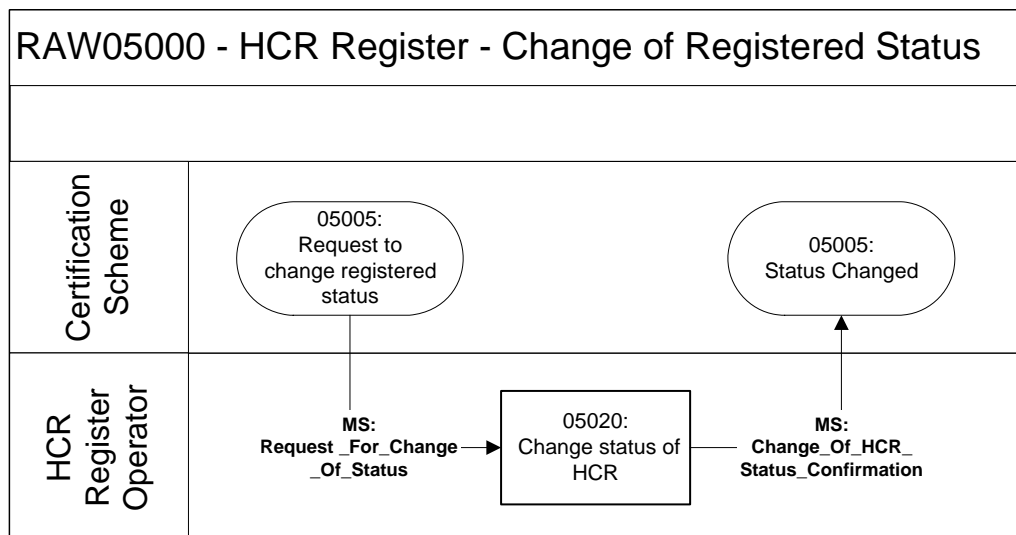 RAW05000 - HCR Register - Change of Registered Status
Certification
Scheme
05005:
Request to
change registered
status
05005:
Status Changed
HCR
Register
Operator
MS:
Request _For_Change
_Of_Status
05020:
Change status of
HCR
MS:
Change_Of_HCR_
Status_Confirmation